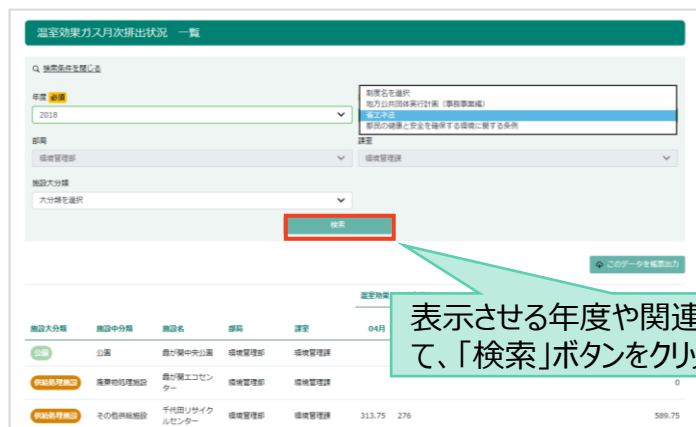 温室効果ガス月次排出状況　一覧
検索条件を閉じる
年度 必須
2018
制度名を選択
地方公共団体実行計画（事務事業編）
省エネ法
都民の健康と安全を確保する環境に関する条例
部局
課室
環境管理部
環境管理課
施設大分類
大分類を選択
検索
このデータを帳票出力
温室効果
施設大分類 施設中分類 施設名 部局 課室 04月
表示させる年度や関連
て、「検索」ボタンをクリッ
公園 公園 霞が関中央公園 環境管理部 環境管理課
供給処理施設 廃棄物処理施設 霞が関エコセンター 環境管理部 環境管理課 0
供給処理施設 その他供給施設 千代田リサイクルセンター 環境管理部 環境管理課 313.75 276 589.75